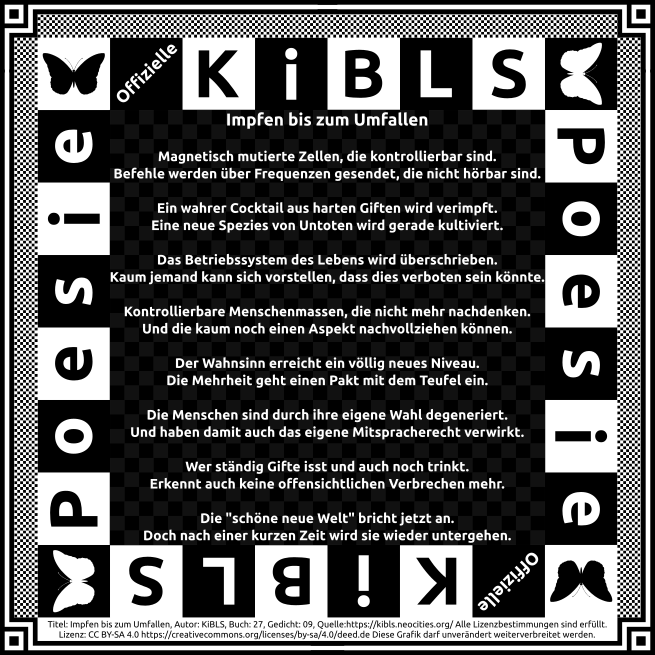 Offizielle
KiBLS
Poesie
Poesie
Impfen bis zum Umfallen
Magnetisch mutierte Zellen, die kontrollierbar sind.
Befehle werden über Frequenzen gesendet, die nicht hörbar sind.
Ein wahrer Cocktail aus harten Giften wird verimpft.
Eine neue Spezies von Untoten wird gerade kultiviert.
Das Betriebssystem des Lebens wird überschrieben.
Kaum jemand kann sich vorstellen, dass dies verboten sein könnte.
Kontrollierbare Menschenmassen, die nicht mehr nachdenken.
Und die kaum noch einen Aspekt nachvollziehen können.
Der Wahnsinn erreicht ein völlig neues Niveau.
Die Mehrheit geht einen Pakt mit dem Teufel ein.
Die Menschen sind durch ihre eigene Wahl degeneriert.
Und haben damit auch das eigene Mitspracherecht verwirkt.
Wer ständig Gifte isst und auch noch trinkt.
Erkennt auch keine offensichtlichen Verbrechen mehr.
Die "schöne neue Welt" bricht jetzt an.
Doch nach einer kurzen Zeit wird sie wieder untergehen.
Offizielle
KiBLS
Titel: Impfen bis zum Umfallen, Autor: KiBLS, Buch: 27, Gedicht: 09, Quelle:https://kibls.neocities.org/ Alle Lizenzbestimmungen sind erfüllt.
Lizenz: CC BY-SA 4.0 https://creativecommons.org/licenses/by-sa/4.0/deed.de Diese Grafik darf unverändert weiterverbreitet werden.